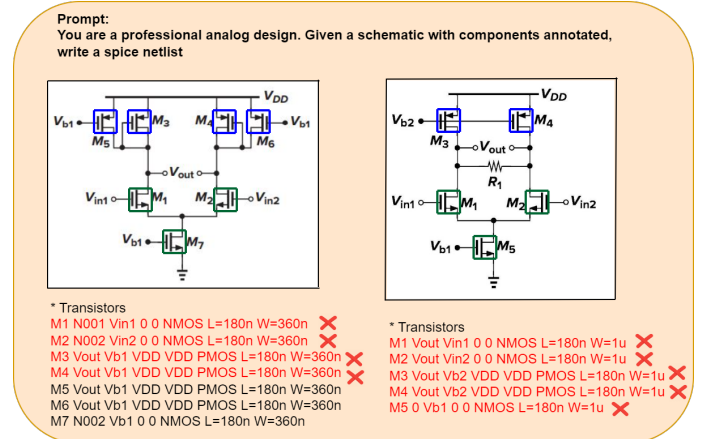 Prompt:
You are a professional analog design. Given a schematic with components annotated,
write a spice netlist
VDD
Vb1
M5
M3
M4
M6
Vb1
Vout
Vin1
M1
M2
Vin2
Vb1
M7
* Transistors
M1 N001 Vin1 0 0 NMOS L=180n W=360n
M2 N002 Vin2 0 0 NMOS L=180n W=360n
M3 Vout Vb1 VDD VDD PMOS L=180n W=360n
M4 Vout Vb1 VDD VDD PMOS L=180n W=360n
M5 Vout Vb1 VDD VDD PMOS L=180n W=360n
M6 Vout Vb1 VDD VDD PMOS L=180n W=360n
M7 N002 Vb1 0 0 NMOS L=180n W=360n
VDD
Vb2
M3
M4
Vout
R1
Vin1
M1
M2
Vin2
Vb1
M5
* Transistors
M1 Vout Vin1 0 0 NMOS L=180n W=1u
M2 Vout Vin2 0 0 NMOS L=180n W=1u
M3 Vout Vb2 VDD VDD PMOS L=180n W=1u
M4 Vout Vb2 VDD VDD PMOS L=180n W=1u
M5 0 Vb1 0 0 NMOS L=180n W=1u